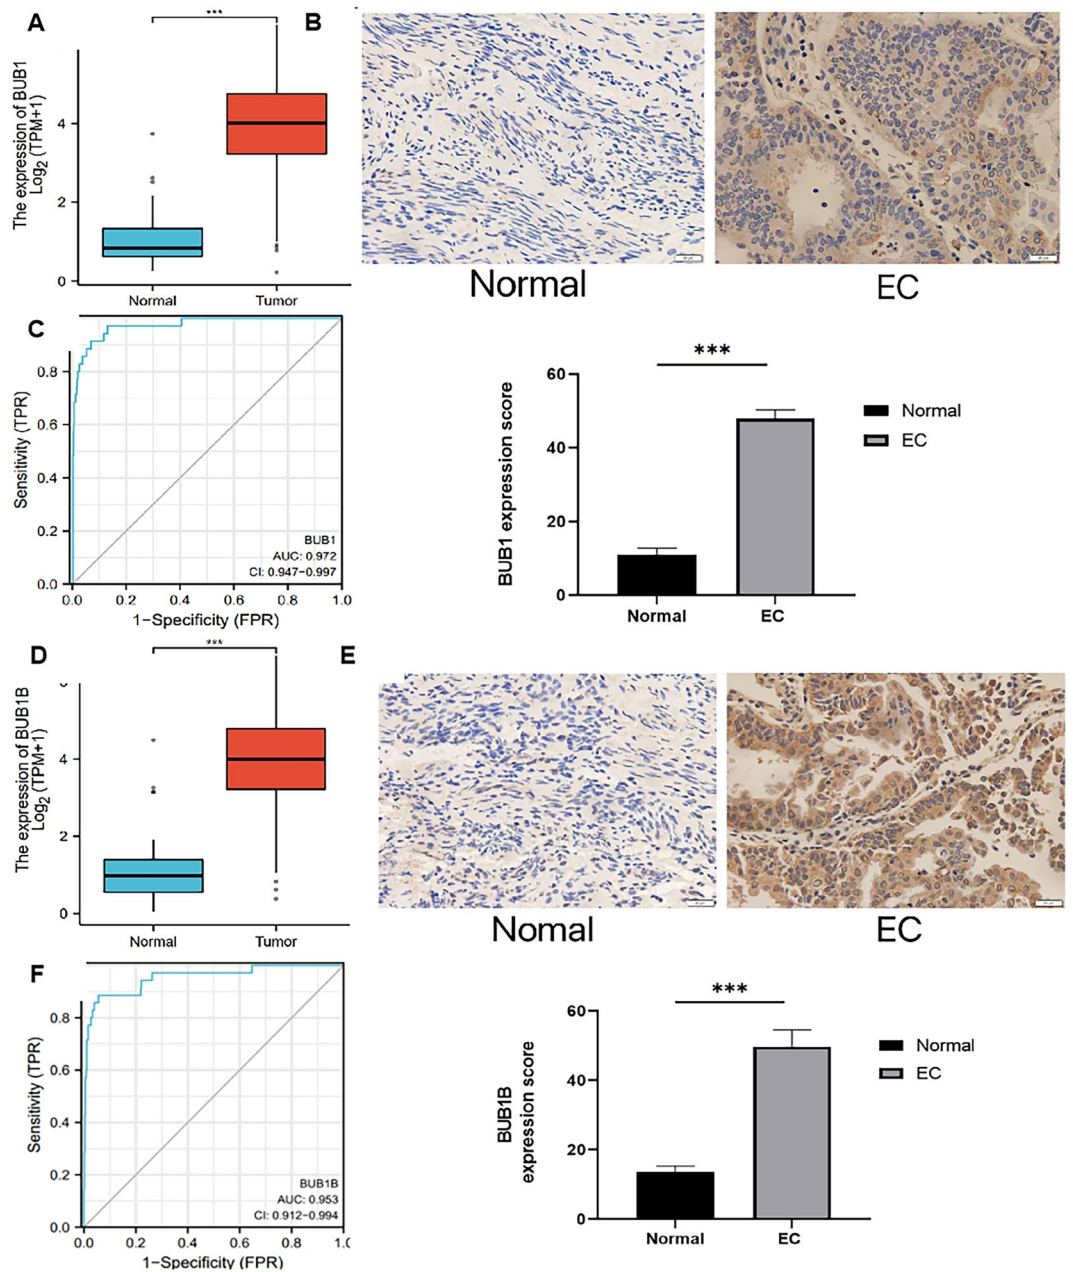 A
***
B
The expression of BUB1
Log2 (TPM+1)
4
2
0
Normal
Tumor
Normal
EC
C
Sensitivity (TPR)
0.8
0.6
0.4
0.2
0.0
BUB1
AUC: 0.972
CI: 0.947–0.997
0.0 0.2 0.4 0.6 0.8 1.0
1–Specificity (FPR)
***
BUB1 expression score
60
40
20
0
Normal
EC
Normal
EC
D
***
E
The expression of BUB1B
Log2 (TPM+1)
4
2
0
Normal
Tumor
Nomal
EC
F
Sensitivity (TPR)
0.8
0.6
0.4
0.2
0.0
BUB1B
AUC: 0.953
CI: 0.912–0.994
0.0 0.2 0.4 0.6 0.8
1–Specificity (FPR)
***
BUB1B
expression score
60
40
20
0
Normal
EC
Normal
EC